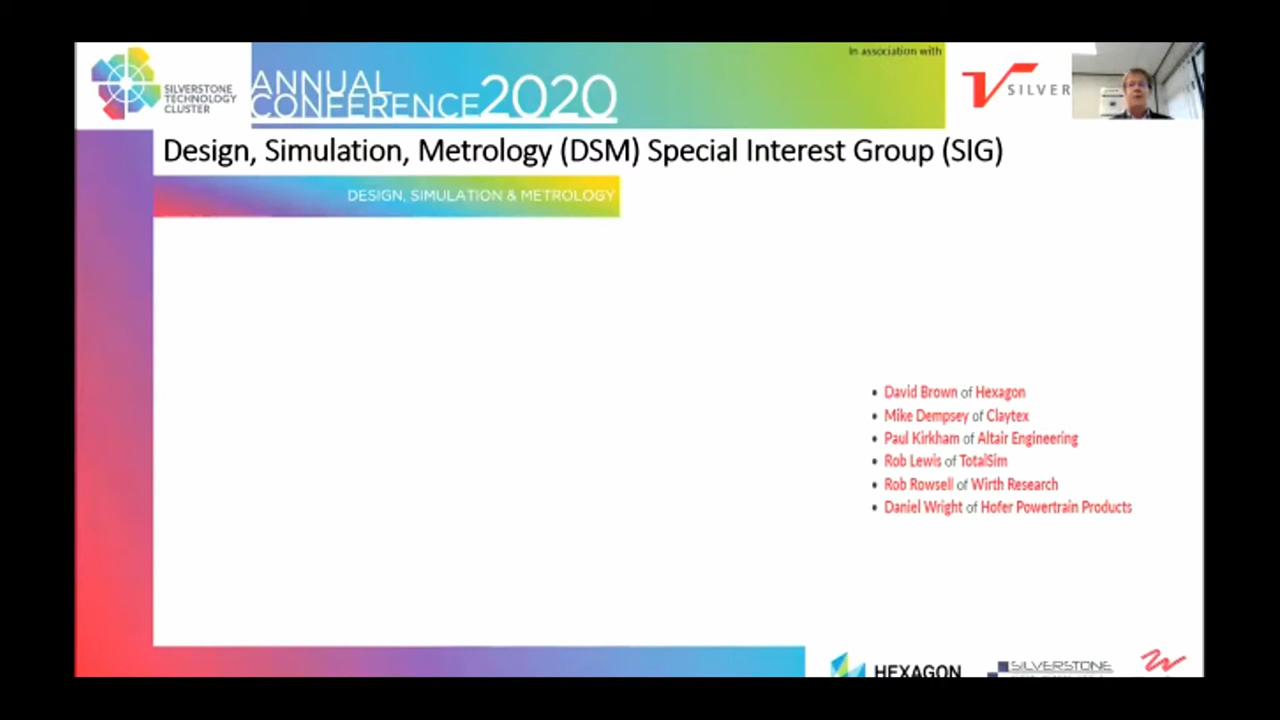 In association with
SILVERSTONE
TECHNOLOGY
CLUSTER
ANNUAL
CONFERENCE2020
SILVER
Design, Simulation, Metrology (DSM) Special Interest Group (SIG)
DESIGN, SIMULATION & METROLOGY
• David Brown of Hexagon
• Mike Dempsey of Claytex
• Paul Kirkham of Altair Engineering
• Rob Lewis of TotalSim
• Rob Rowsell of Wirth Research
• Daniel Wright of Hofer Powertrain Products
HEXAGON
SILVERSTONE